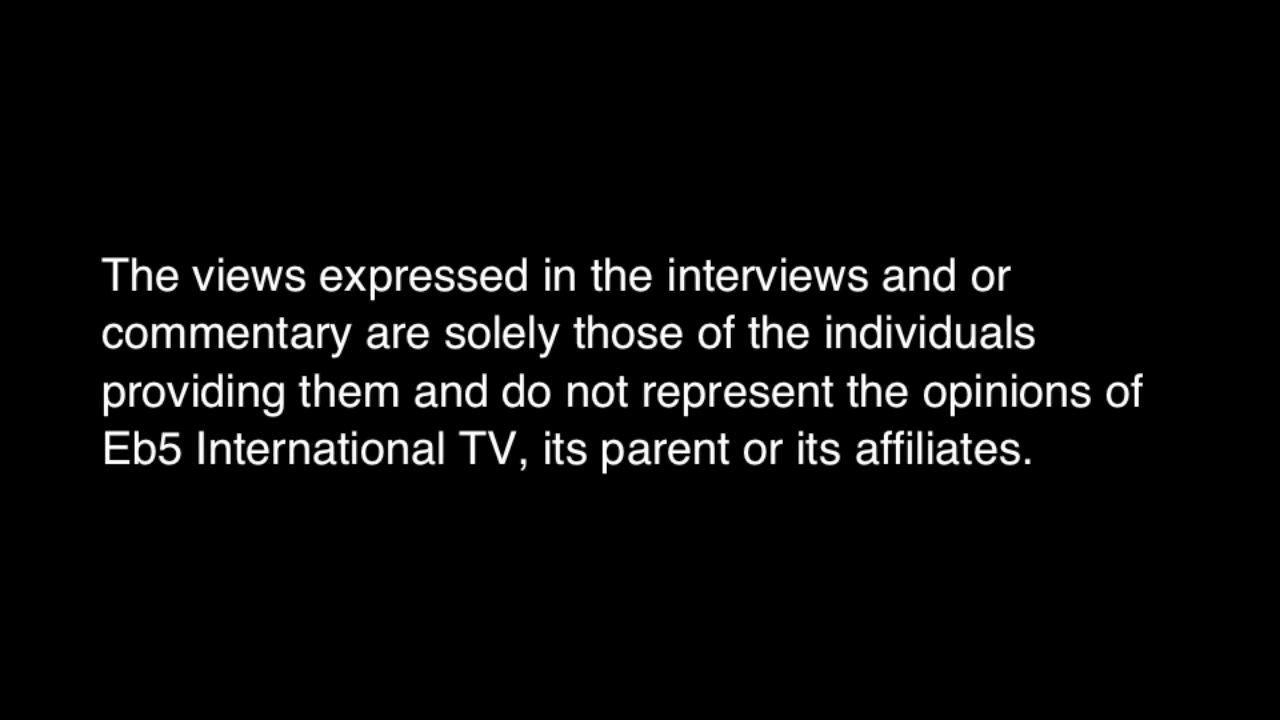 The views expressed in the interviews and or
commentary are solely those of the individuals
providing them and do not represent the opinions of
Eb5 International TV, its parent or its affiliates.